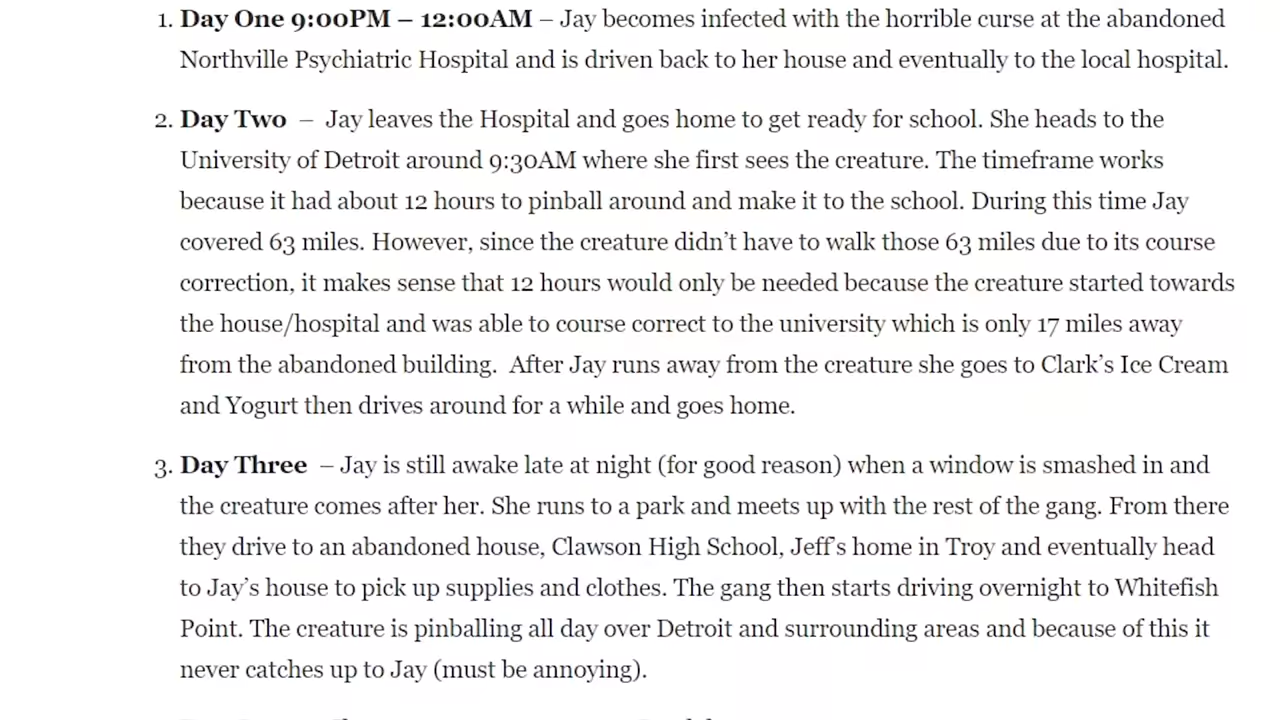 1. Day One 9:00PM – 12:00AM – Jay becomes infected with the horrible curse at the abandoned
Northville Psychiatric Hospital and is driven back to her house and eventually to the local hospital.
2. Day Two – Jay leaves the Hospital and goes home to get ready for school. She heads to the
University of Detroit around 9:30AM where she first sees the creature. The timeframe works
because it had about 12 hours to pinball around and make it to the school. During this time Jay
covered 63 miles. However, since the creature didn't have to walk those 63 miles due to its course
correction, it makes sense that 12 hours would only be needed because the creature started towards
the house/hospital and was able to course correct to the university which is only 17 miles away
from the abandoned building. After Jay runs away from the creature she goes to Clark's Ice Cream
and Yogurt then drives around for a while and goes home.
3. Day Three – Jay is still awake late at night (for good reason) when a window is smashed in and
the creature comes after her. She runs to a park and meets up with the rest of the gang. From there
they drive to an abandoned house, Clawson High School, Jeff's home in Troy and eventually head
to Jay's house to pick up supplies and clothes. The gang then starts driving overnight to Whitefish
Point. The creature is pinballing all day over Detroit and surrounding areas and because of this it
never catches up to Jay (must be annoying).